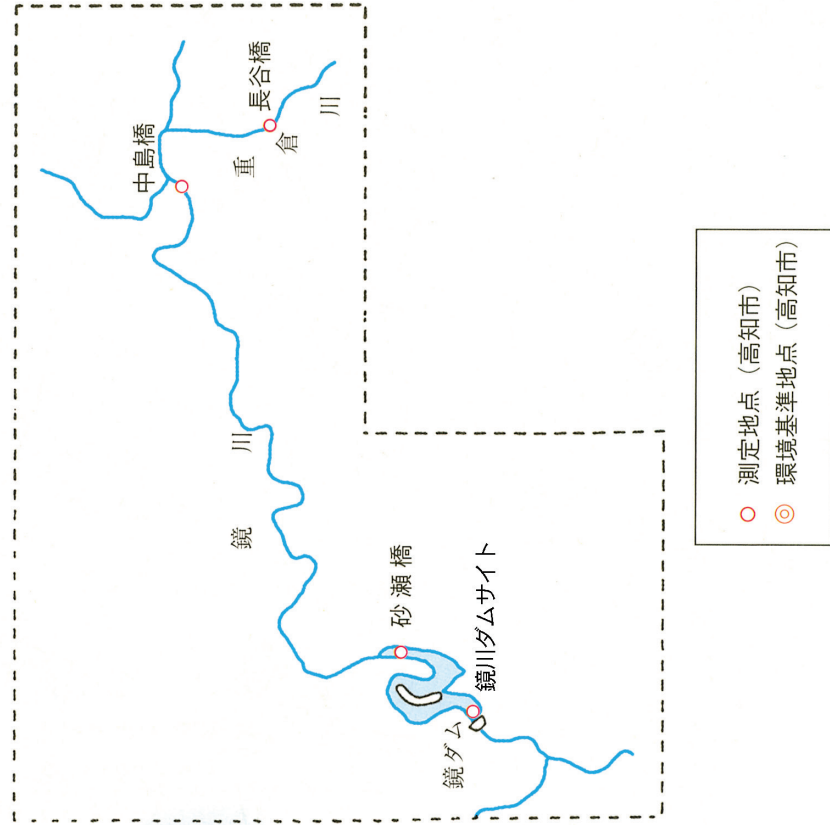 中島橋
長谷橋
重倉川
鏡川
砂瀬橋
鏡川ダムサイト
鏡ダム
測定地点（高知市）
環境基準地点（高知市）